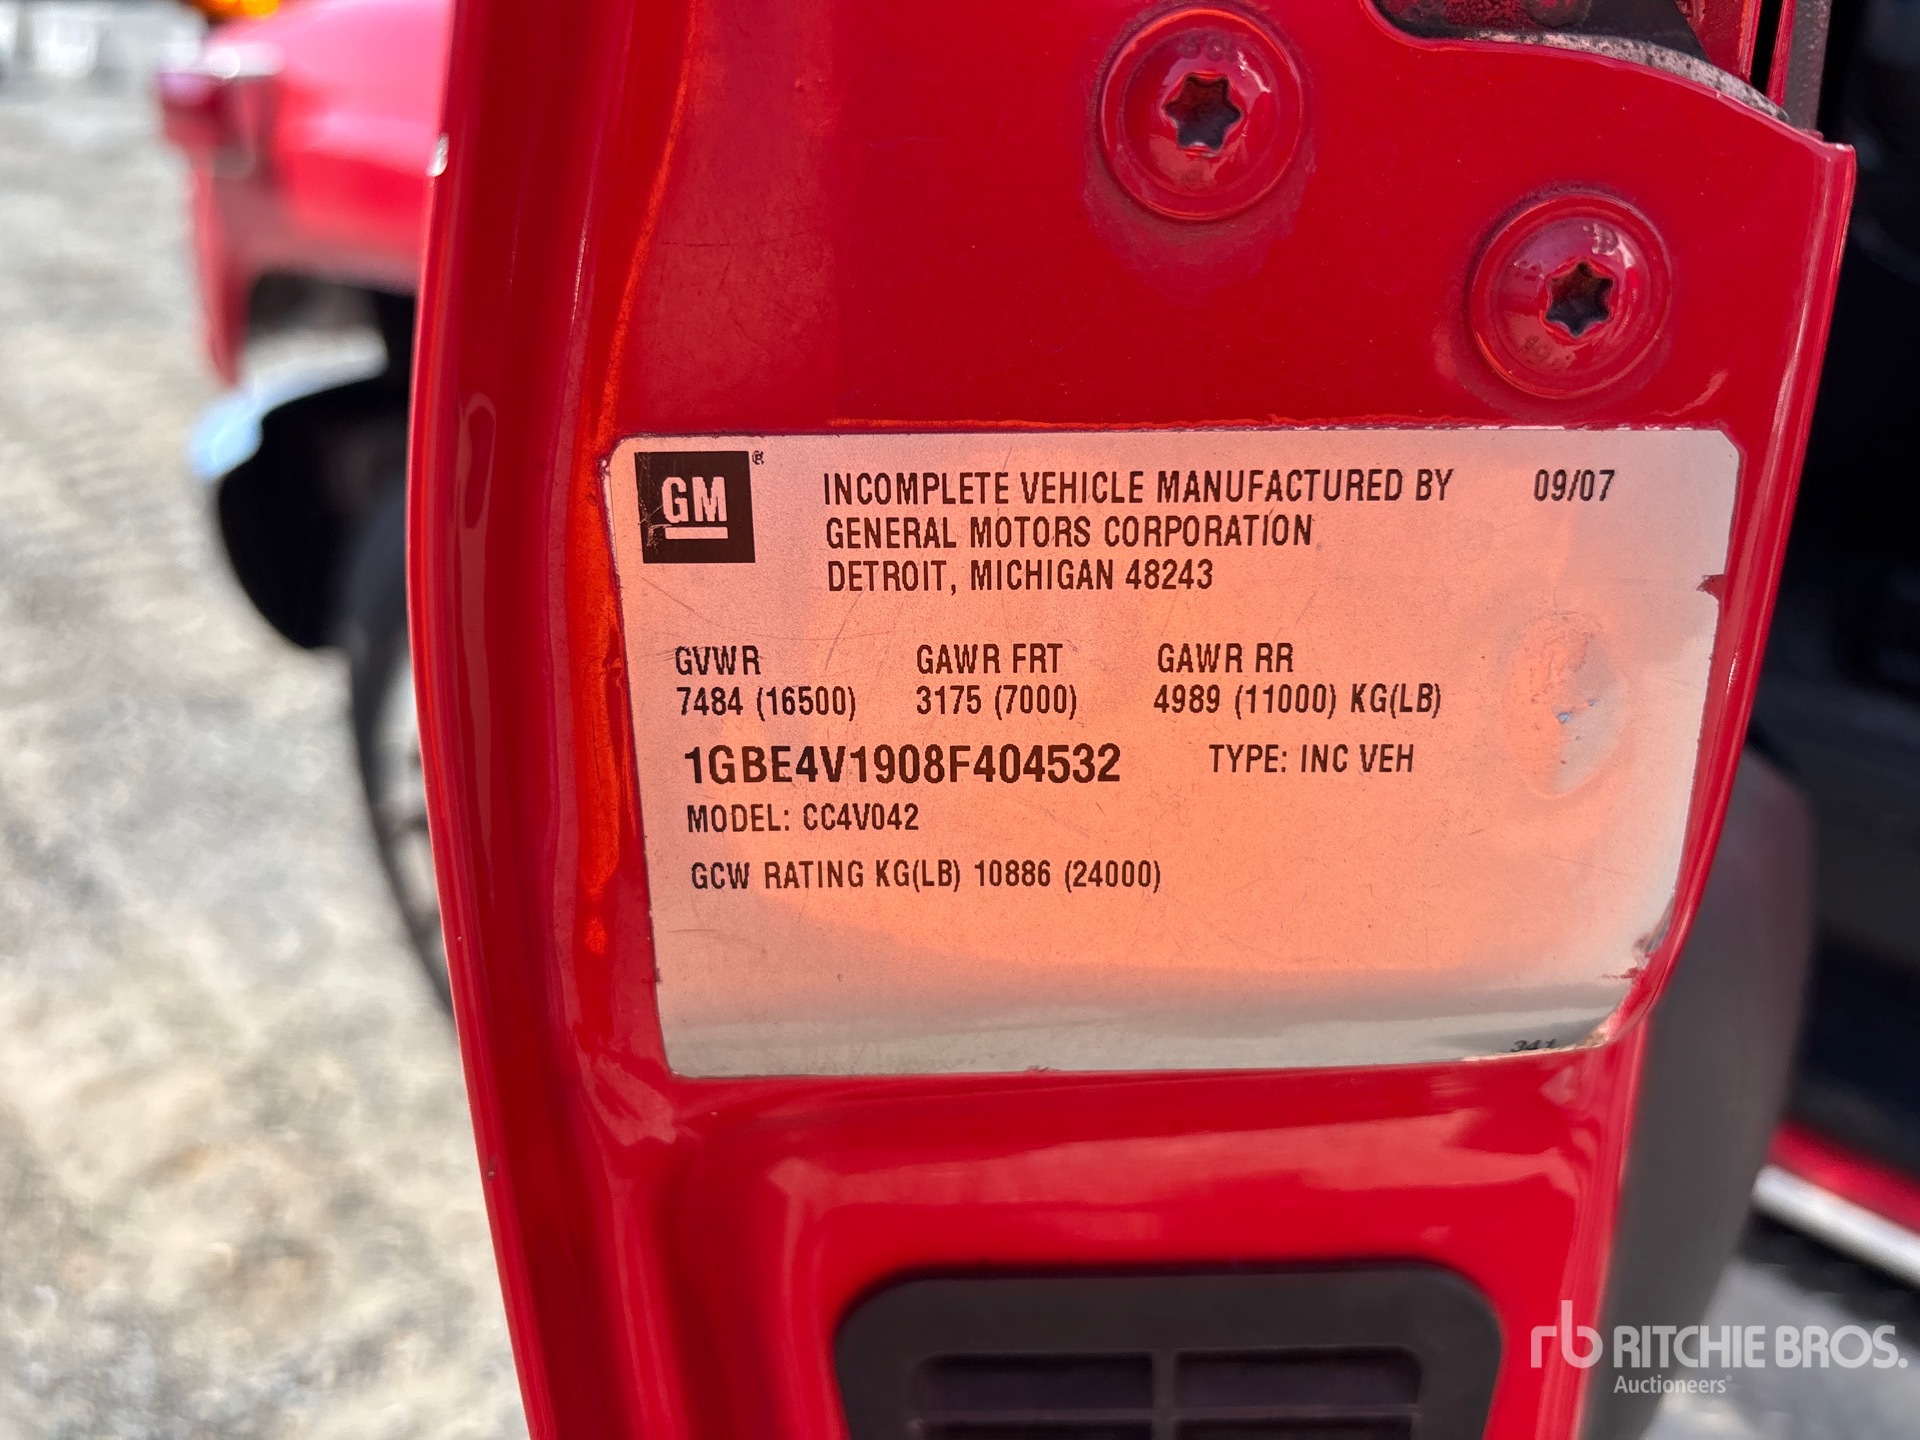 GM ®
INCOMPLETE VEHICLE MANUFACTURED BY 09/07
GENERAL MOTORS CORPORATION
DETROIT, MICHIGAN 48243
GVWR GAWR FRT GAWR RR
7484 (16500) 3175 (7000) 4989 (11000) KG(LB)
1GBE4V1908F404532 TYPE: INC VEH
MODEL: CC4V042
GCW RATING KG(LB) 10886 (24000)
341
rb RITCHIE BROS.
Auctioneers